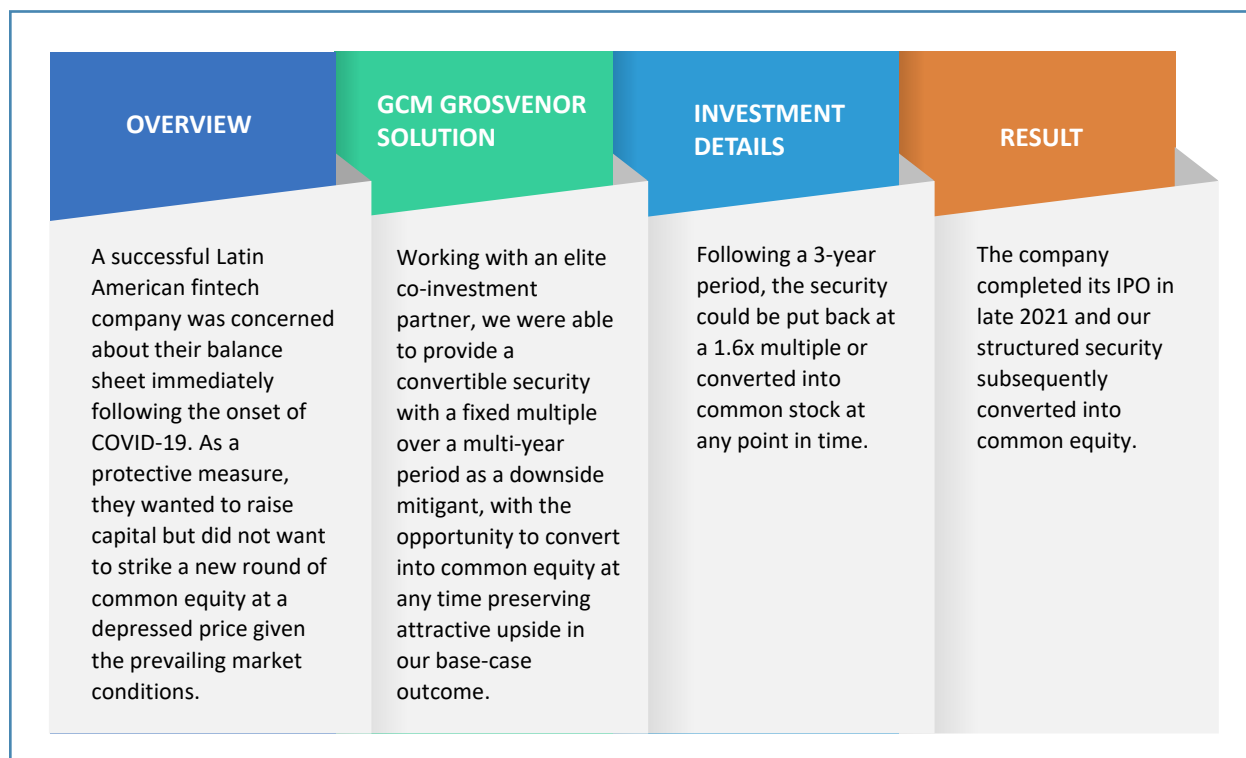 OVERVIEW
A successful Latin
American fintech
company was concerned
about their balance
sheet immediately
following the onset of
COVID-19. As a
protective measure,
they wanted to raise
capital but did not want
to strike a new round of
common equity at a
depressed price given
the prevailing market
conditions.
GCM GROSVENOR
SOLUTION
Working with an elite
co-investment
partner, we were able
to provide a
convertible security
with a fixed multiple
over a multi-year
period as a downside
mitigant, with the
opportunity to convert
into common equity at
any time preserving
attractive upside in
our base-case
outcome.
INVESTMENT
DETAILS
Following a 3-year
period, the security
could be put back at
a 1.6x multiple or
converted into
common stock at
any point in time.
RESULT
The company
completed its IPO in
late 2021 and our
structured security
subsequently
converted into
common equity.